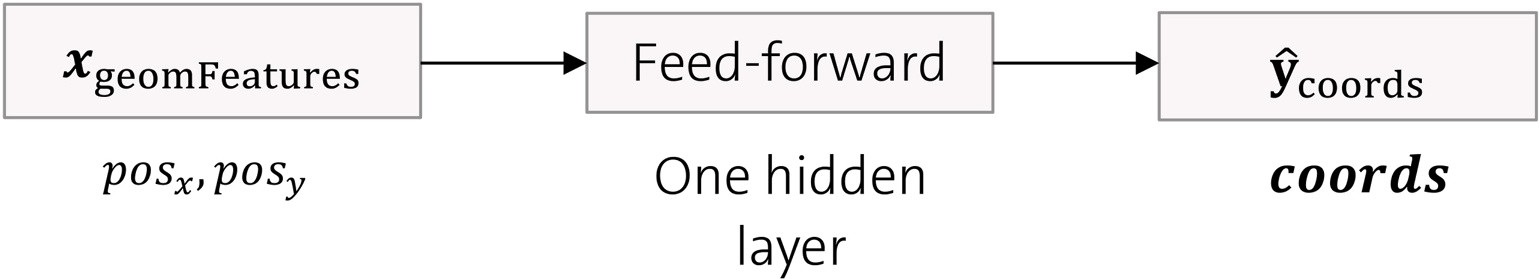 x_geomFeatures
Feed-forward
ŷ_coords
pos_x, pos_y
One hidden
layer
coords